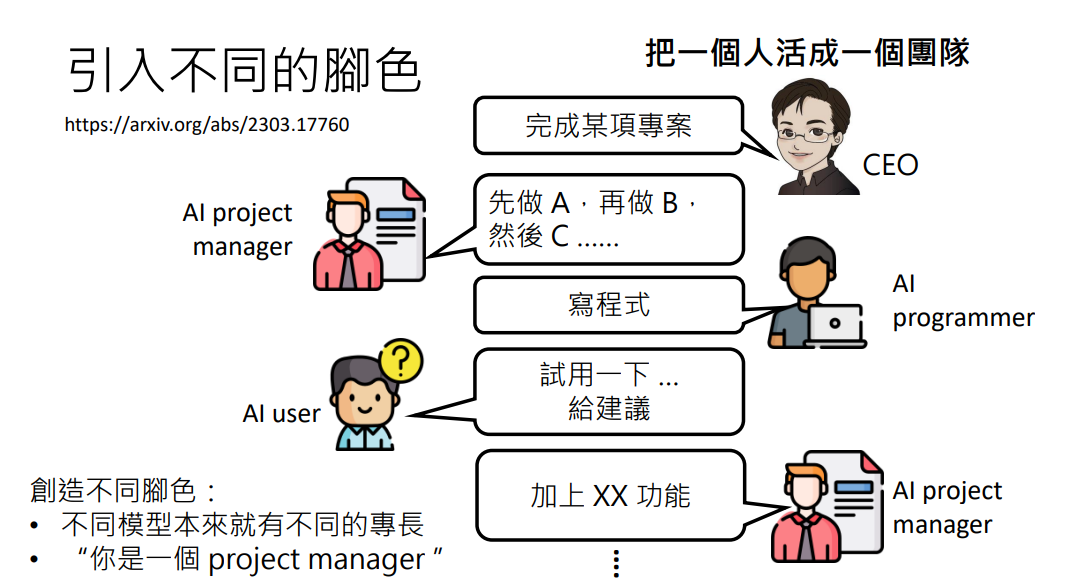 引入不同的腳色
https://arxiv.org/abs/2303.17760
把一個人活成一個團隊
完成某項專案
CEO
AI project
manager
先做 A，再做 B，
然後 C ......
寫程式
AI
programmer
AI user
試用一下 ...
給建議
加上 XX 功能
AI project
manager
創造不同腳色：
• 不同模型本來就有不同的專長
• “你是一個 project manager ”